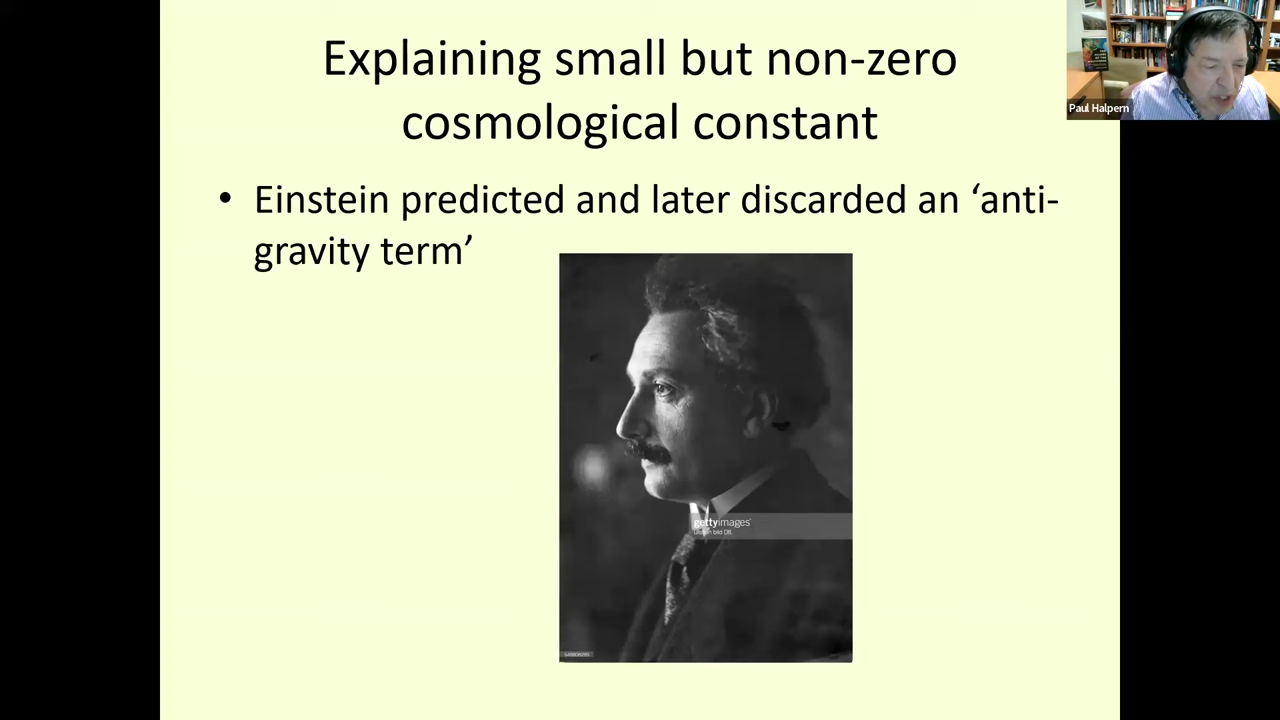 Explaining small but non-zero
cosmological constant
Paul Halpern
• Einstein predicted and later discarded an ‘anti-
gravity term’
gettyimages®